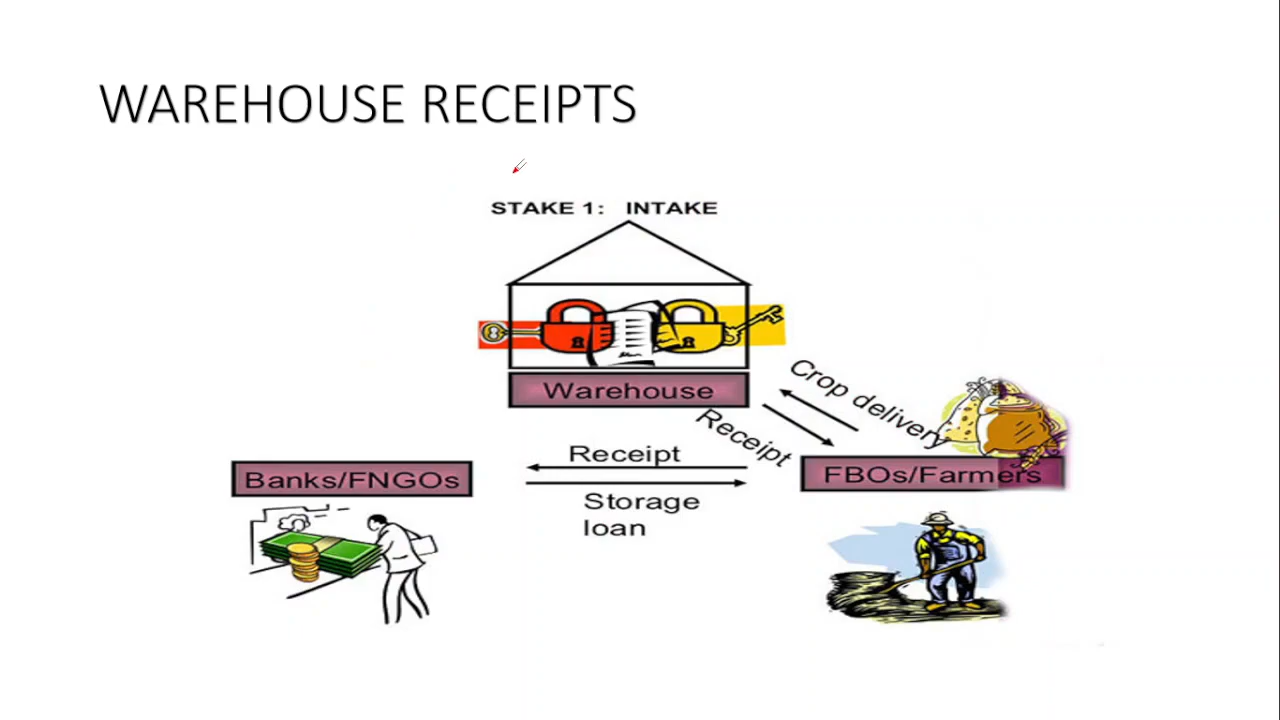 WAREHOUSE RECEIPTS
STAKE 1: INTAKE
Warehouse
Crop delivery
Receipt
Receipt
Storage
loan
Banks/FNGOs
FBOs/Farmers